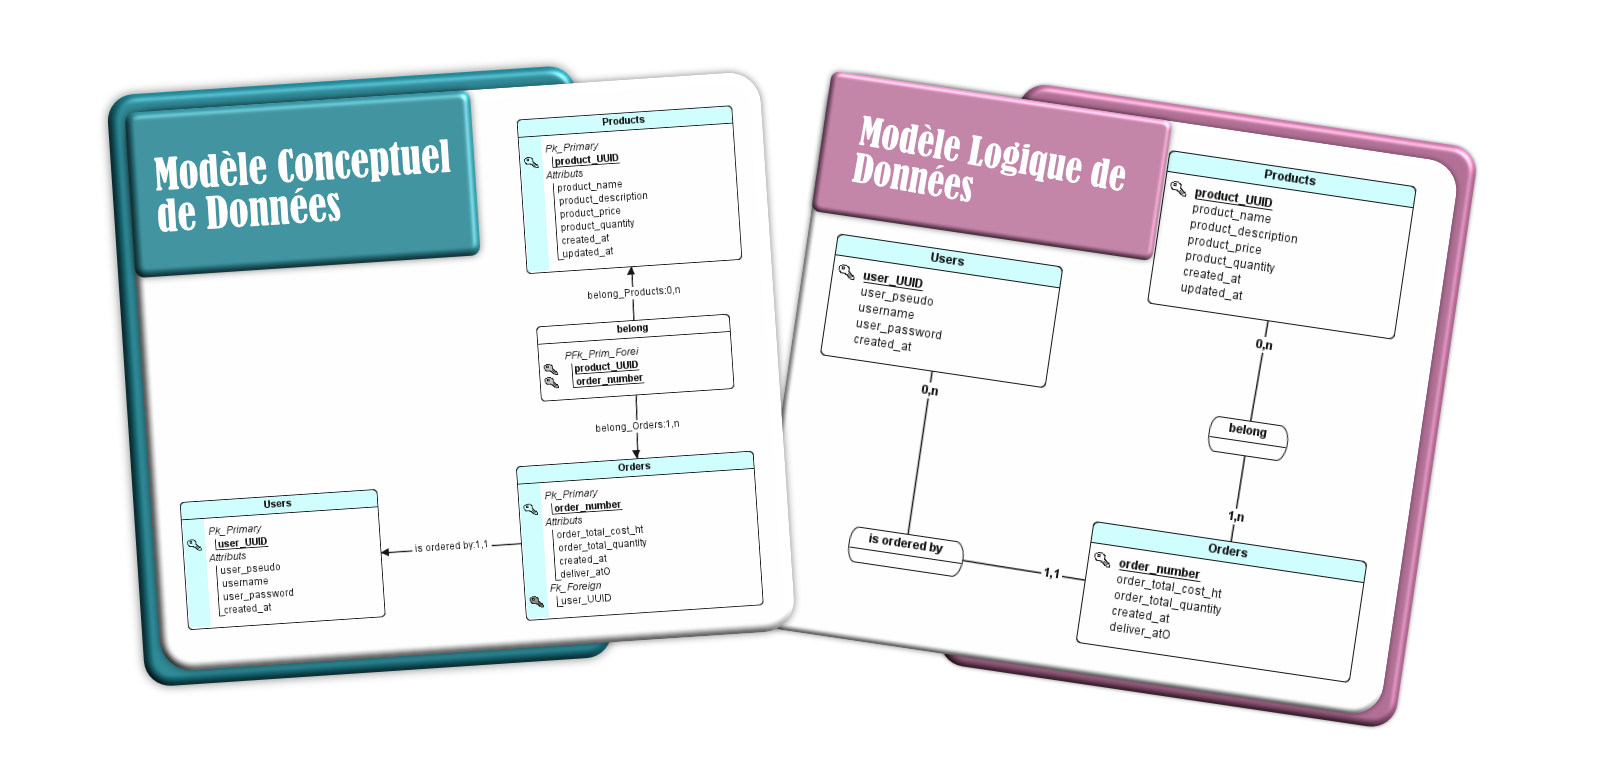 Modèle Conceptuel
de Données
Products
Pk_Primary
product_UUID
Attributs
product_name
product_description
product_price
product_quantity
created_at
updated_at
belong_Products:0,n
belong
PFk_Prim_Forei
product_UUID
order_number
belong_Orders:1,n
Orders
Pk_Primary
order_number
Attributs
order_total_cost_ht
order_total_quantity
created_at
deliver_atO
Fk_Foreign
user_UUID
is ordered by:1,1
Users
Pk_Primary
user_UUID
Attributs
user_pseudo
username
user_password
created_at
Modèle Logique de
Données
Products
product_UUID
product_name
product_description
product_price
product_quantity
created_at
updated_at
Users
user_UUID
user_pseudo
username
user_password
created_at
0,n
0,n
belong
1,n
is ordered by
1,1
Orders
order_number
order_total_cost_ht
order_total_quantity
created_at
deliver_atO